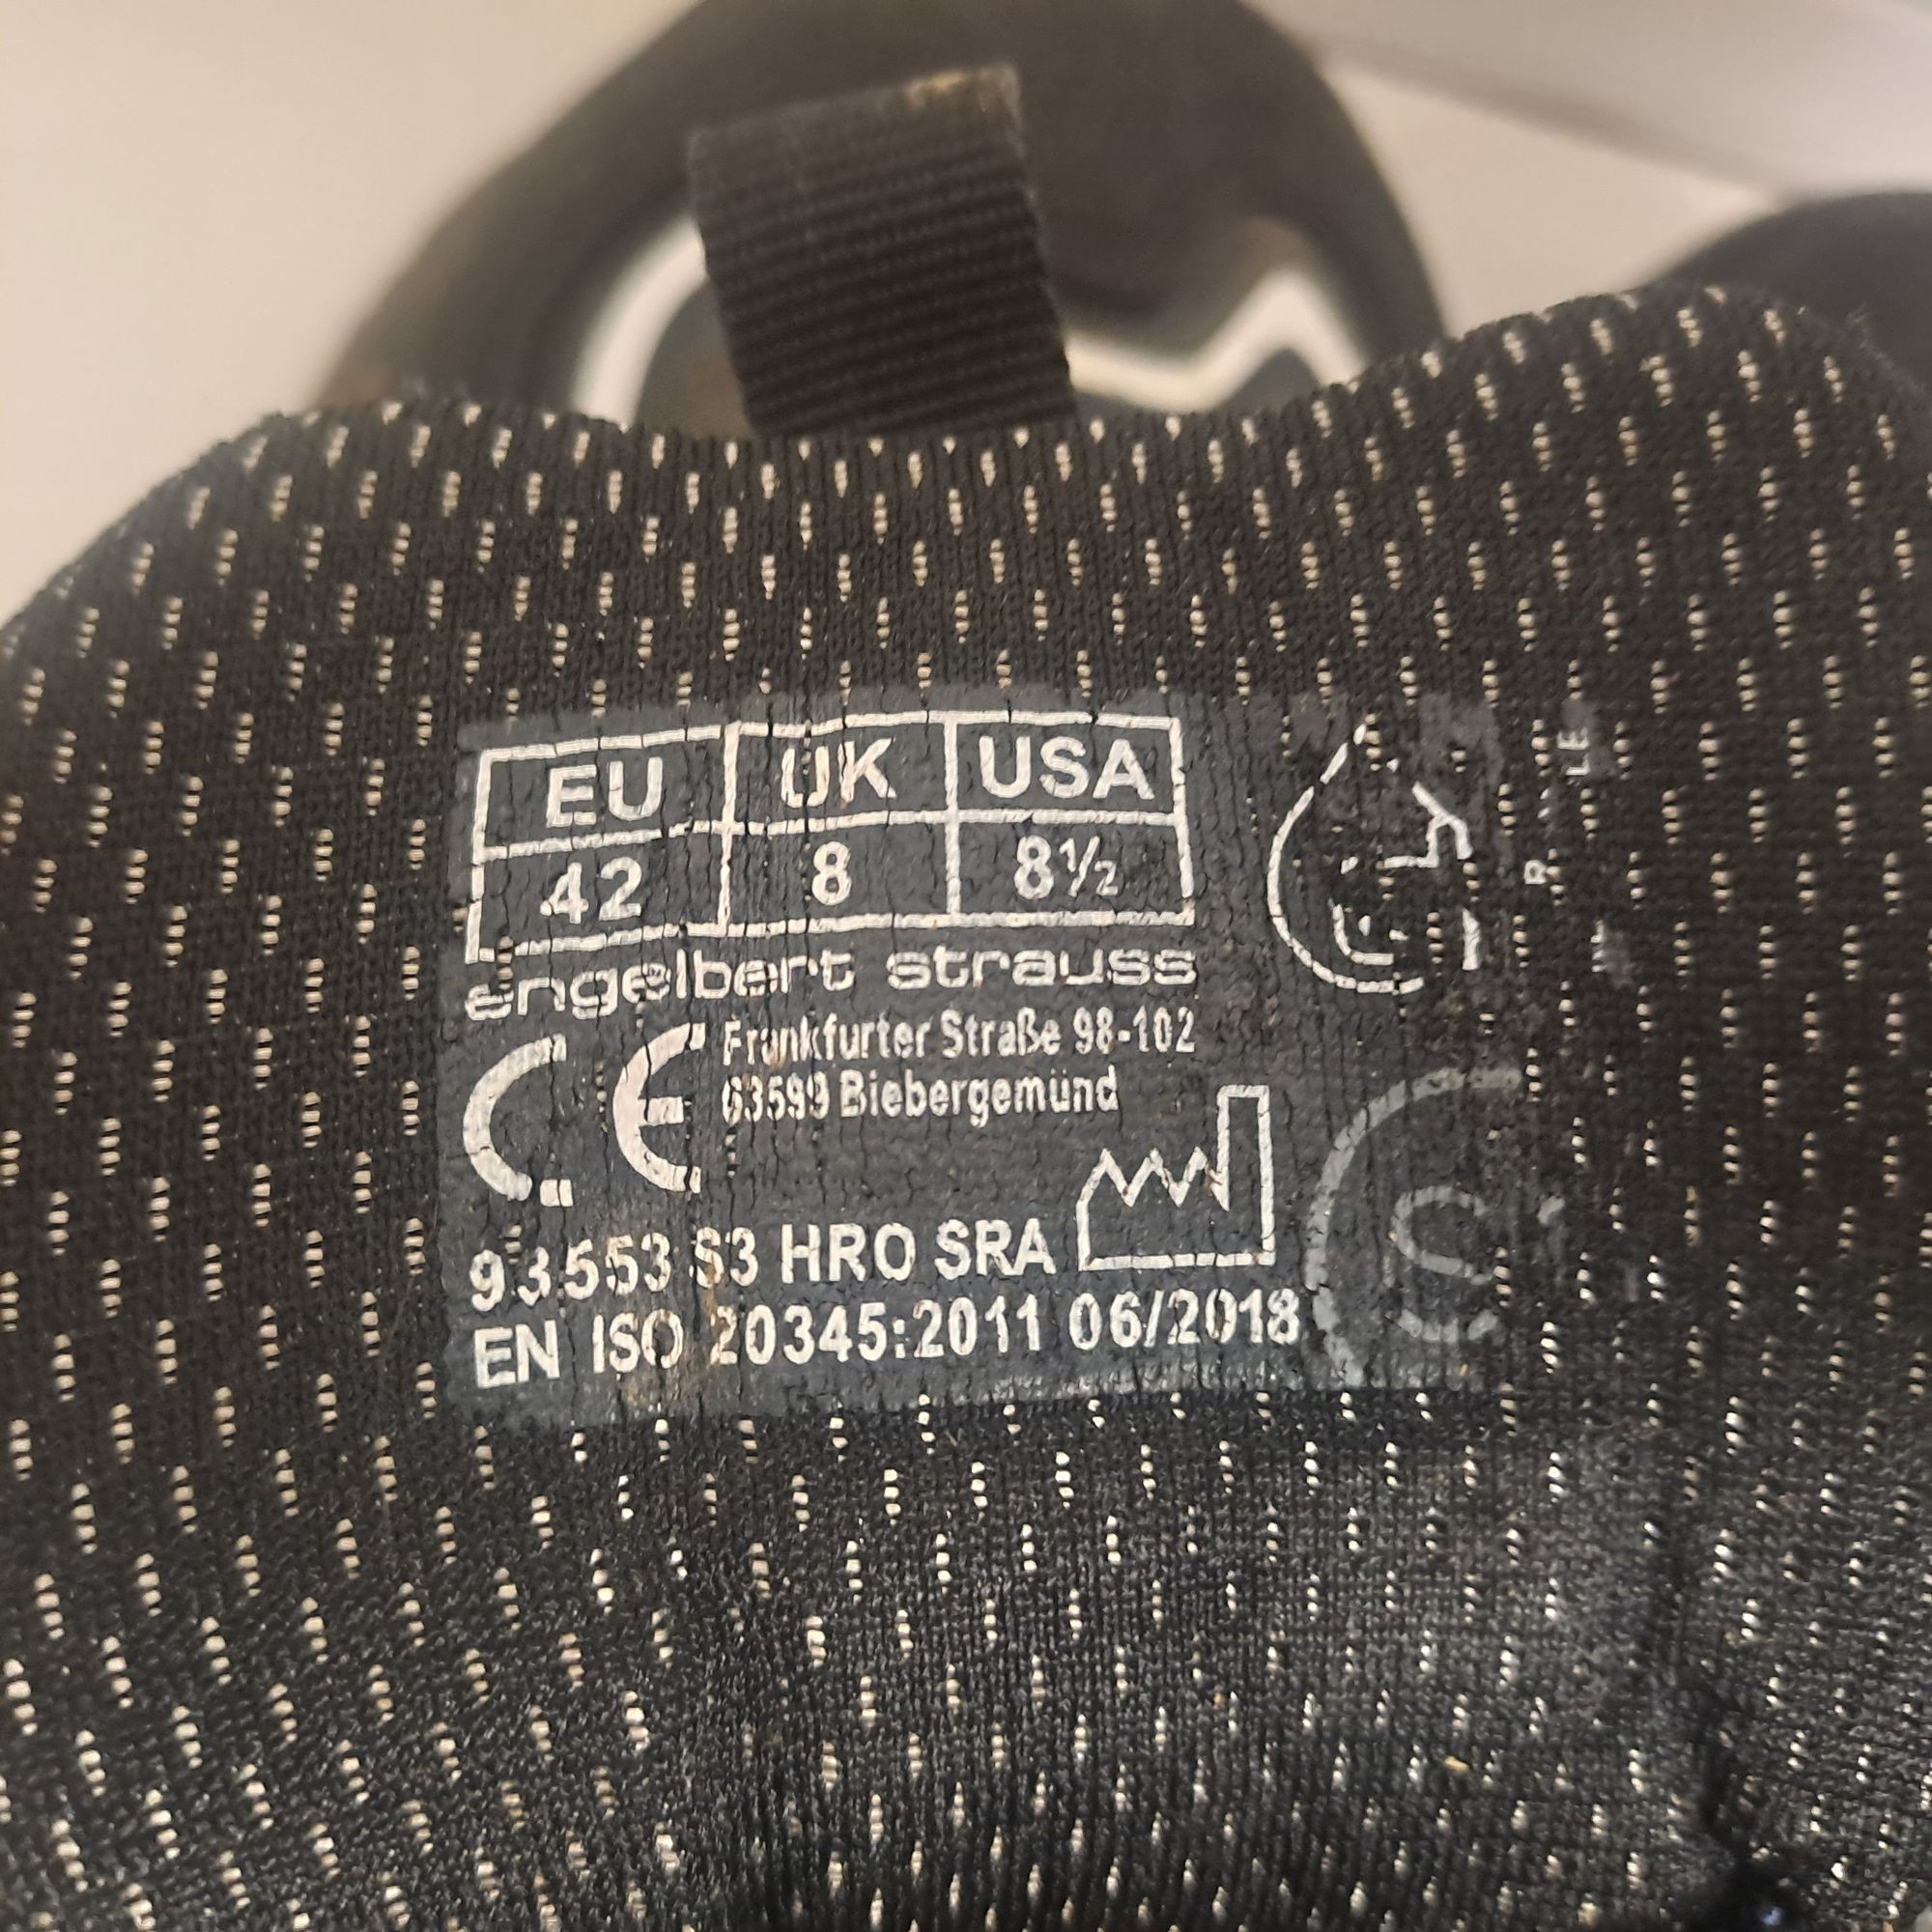 EU UK USA
42 8 8½
engelbert strauss
CE Frankfurter Straße 98-102
63599 Biebergemünd
93553 S3 HRO SRA
EN ISO 20345:2011 06/2018